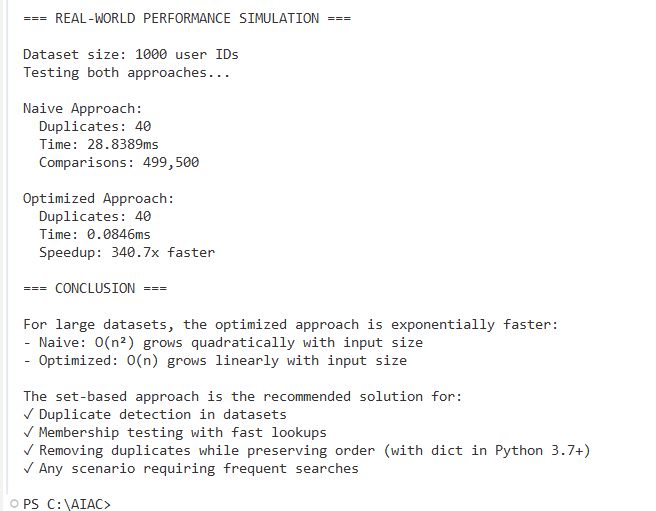 === REAL-WORLD PERFORMANCE SIMULATION ===
Dataset size: 1000 user IDs
Testing both approaches...
Naive Approach:
Duplicates: 40
Time: 28.8389ms
Comparisons: 499,500
Optimized Approach:
Duplicates: 40
Time: 0.0846ms
Speedup: 340.7x faster
=== CONCLUSION ===
For large datasets, the optimized approach is exponentially faster:
- Naive: O(n²) grows quadratically with input size
- Optimized: O(n) grows linearly with input size
The set-based approach is the recommended solution for:
✓ Duplicate detection in datasets
✓ Membership testing with fast lookups
✓ Removing duplicates while preserving order (with dict in Python 3.7+)
✓ Any scenario requiring frequent searches
PS C:\AIAC>